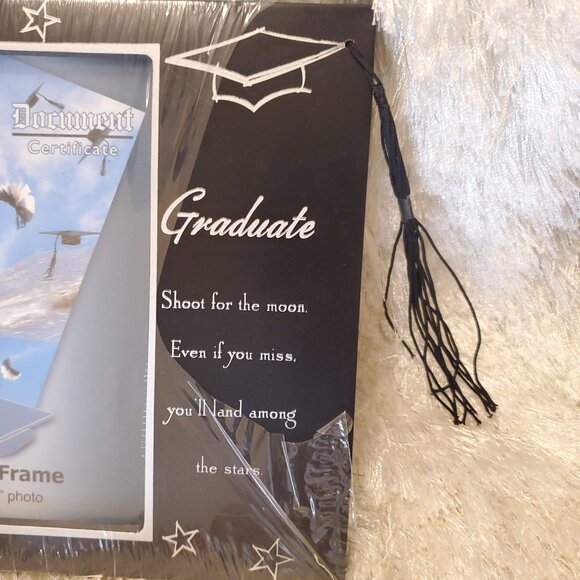 Document
Certificate
Graduate
Shoot for the moon.
Even if you miss,
you'll land among
the stars.
Frame
" photo